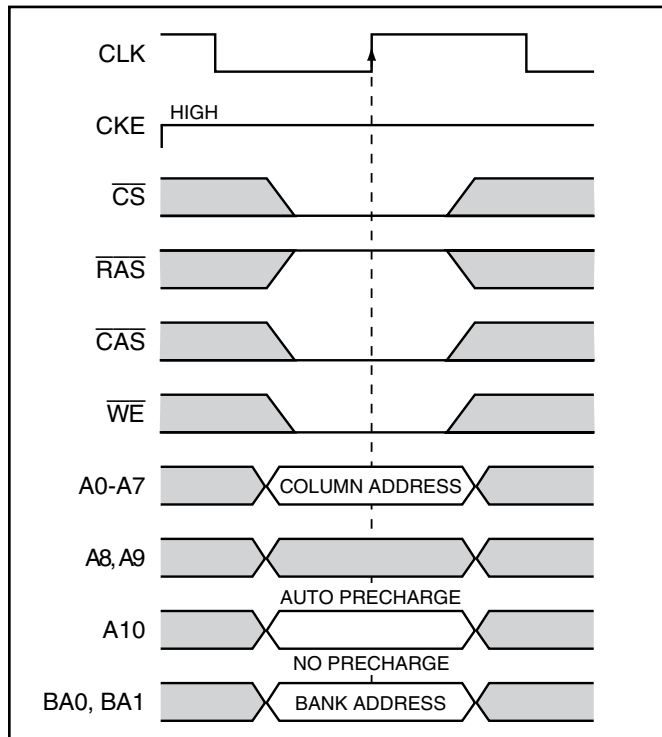 CLK
CKE HIGH
CS
RAS
CAS
WE
A0-A7 COLUMN ADDRESS
A8, A9
AUTO PRECHARGE
A10
NO PRECHARGE
BA0, BA1 BANK ADDRESS